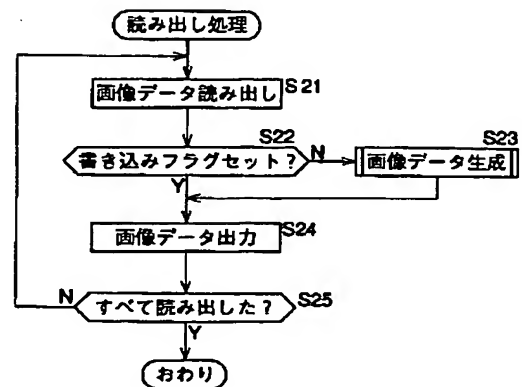 読み出し処理
画像データ読み出し
S21
書き込みフラグセット?
S22
N
画像データ生成
S23
Y
画像データ出力
S24
すべて読み出した?
S25
N
Y
おわり